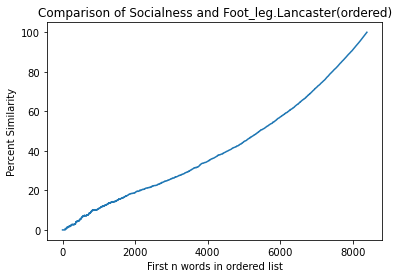 Comparison of Socialness and Foot_leg.Lancaster(ordered)
Percent Similarity
100
80
60
40
20
0
0 2000 4000 6000 8000
First n words in ordered list